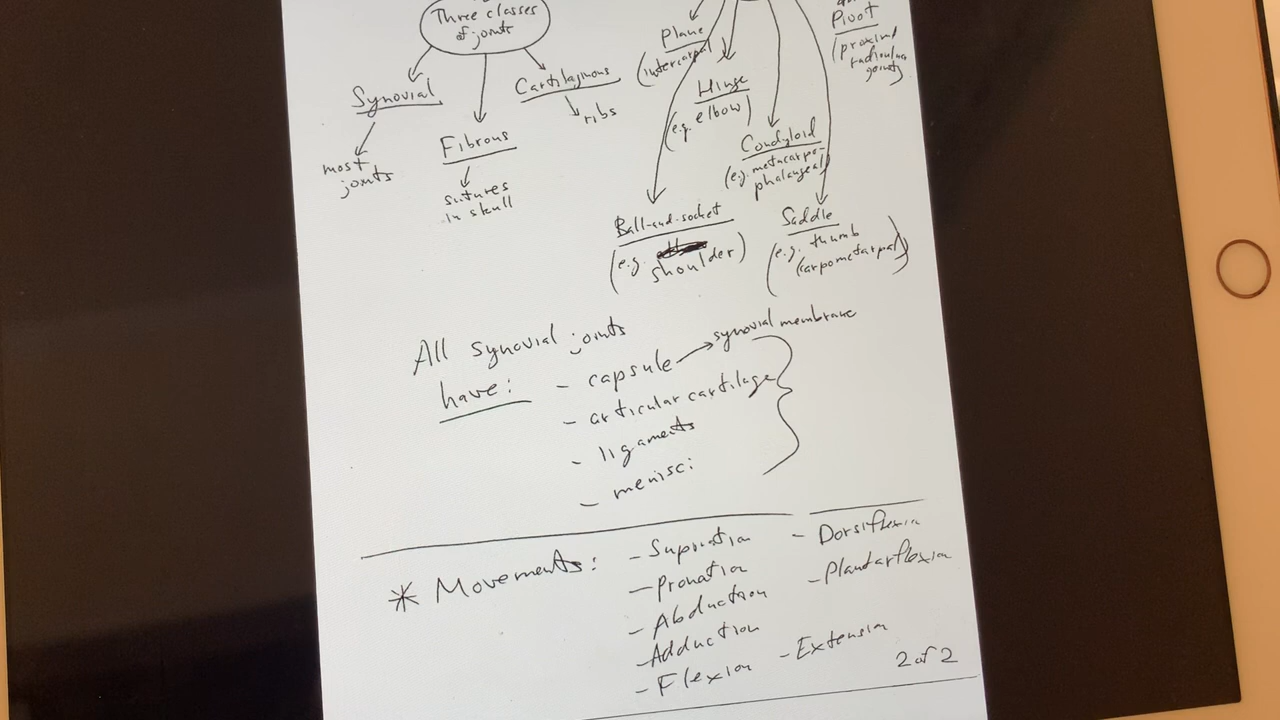 Three classes
of joints
Synovial
most
joints
Fibrous
sutures
in skull
Cartilaginous
ribs
Plane
(intercarpal
Hinge
(e.g. elbow)
Ball-and-socket
(e.g.
shoulder)
Condyloid
(e.g. metacarpo-
phalangeal)
Saddle
(e.g. thumb
carpometarpal)
Pivot
(proximal
joints)
All synovial joints
have:
- capsule → synovial membrane
- articular cartilage
- ligaments
- menisci
* Movements:
- Supination
- Pronation
- Abduction
- Adduction
- Flexion
- Dorsiflexion
- Plantarflexion
- Extension
2 of 2